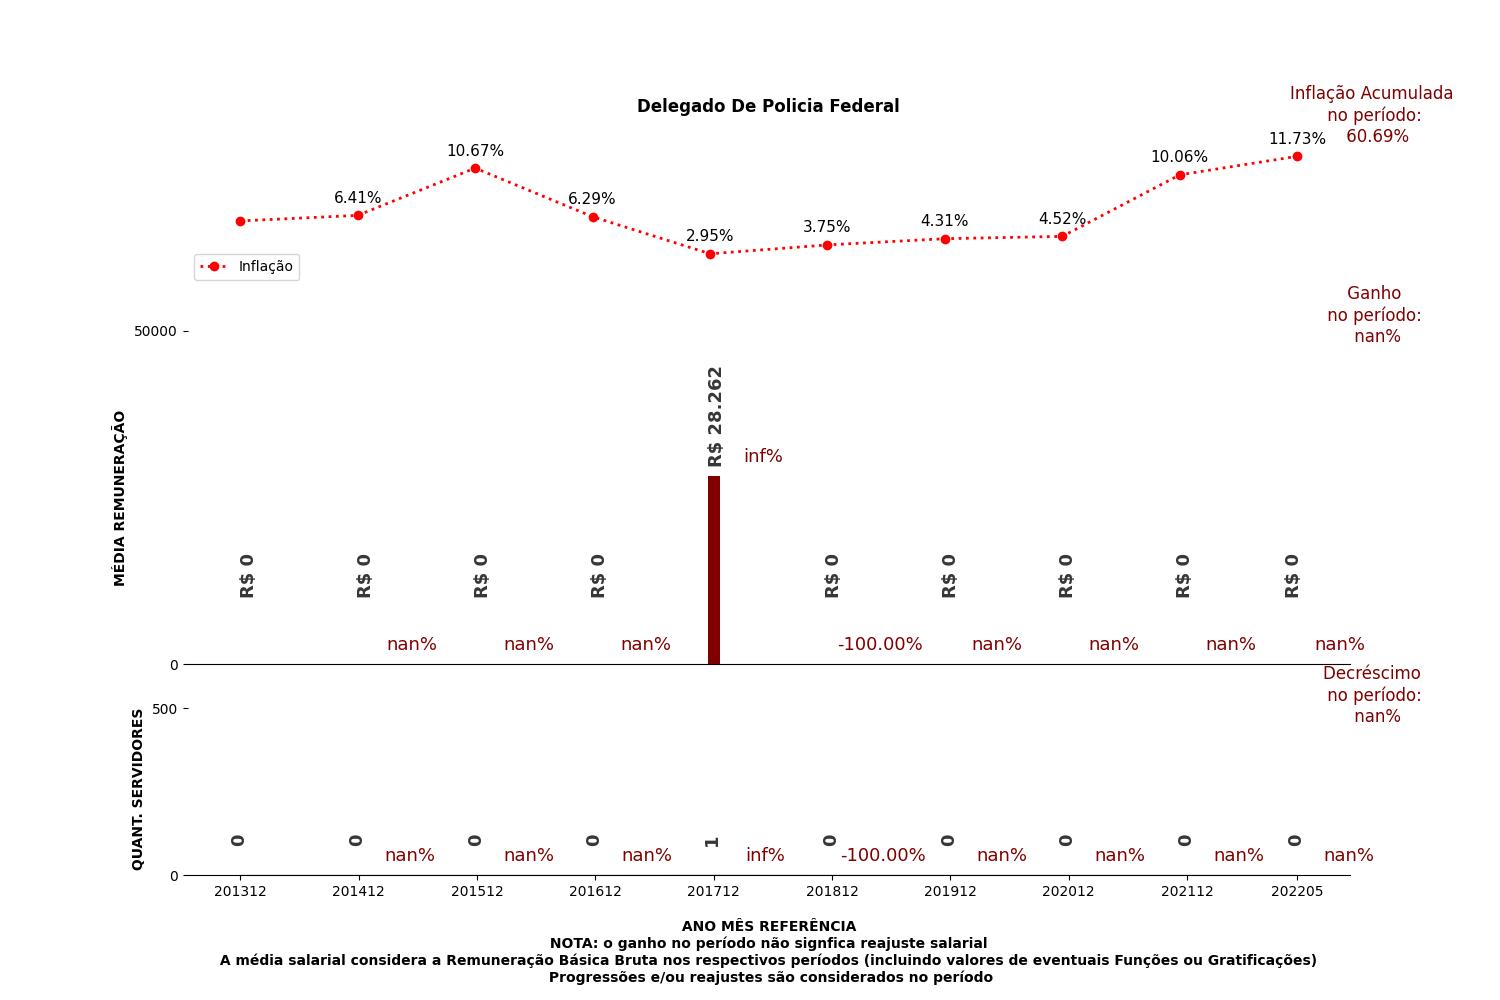 Delegado De Policia Federal
Inflação Acumulada
no período:
60.69%
6.41%
10.67%
6.29%
2.95%
3.75%
4.31%
4.52%
10.06%
11.73%
Inflação
Ganho
no período:
nan%
50000
0
MÉDIA REMUNERAÇÃO
R$ 0
R$ 0
R$ 0
R$ 0
R$ 28.262
R$ 0
R$ 0
R$ 0
R$ 0
R$ 0
nan%
nan%
nan%
inf%
-100.00%
nan%
nan%
nan%
nan%
Decréscimo
no período:
nan%
500
0
QUANT. SERVIDORES
0
0
0
0
1
0
0
0
0
0
nan%
nan%
nan%
inf%
-100.00%
nan%
nan%
nan%
nan%
201312
201412
201512
201612
201712
201812
201912
202012
202112
202205
ANO MÊS REFERÊNCIA
NOTA: o ganho no período não signfica reajuste salarial
A média salarial considera a Remuneração Básica Bruta nos respectivos períodos (incluindo valores de eventuais Funções ou Gratificações)
Progressões e/ou reajustes são considerados no período